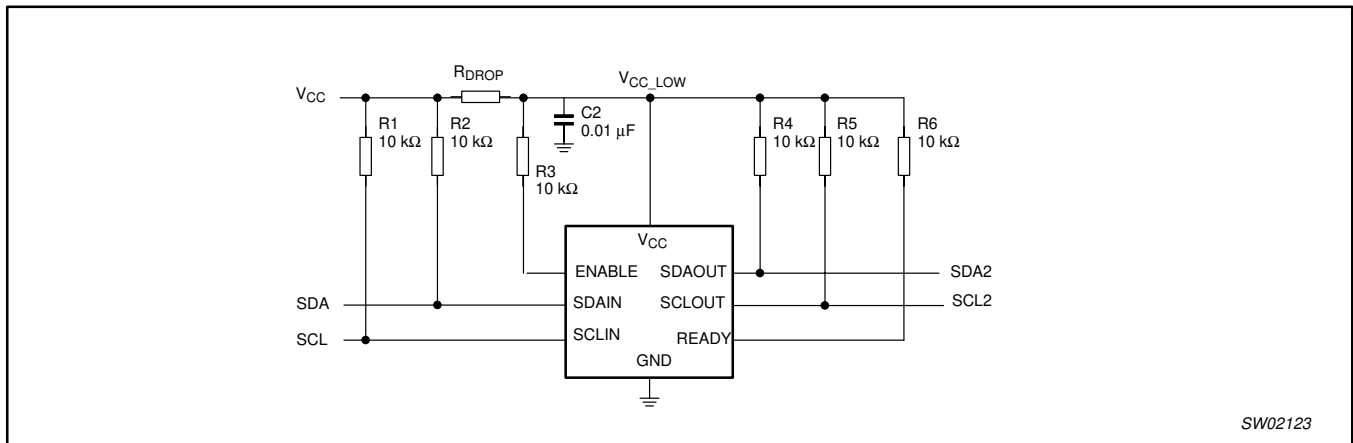 RDROP
VCC
VCC_LOW
C2
0.01 μF
R1
10 kΩ
R2
10 kΩ
R3
10 kΩ
R4
10 kΩ
R5
10 kΩ
R6
10 kΩ
VCC
ENABLE
SDAOUT
SDA2
SDA
SDAIN
SCLOUT
SCL2
SCL
SCLIN
READY
GND
SW02123